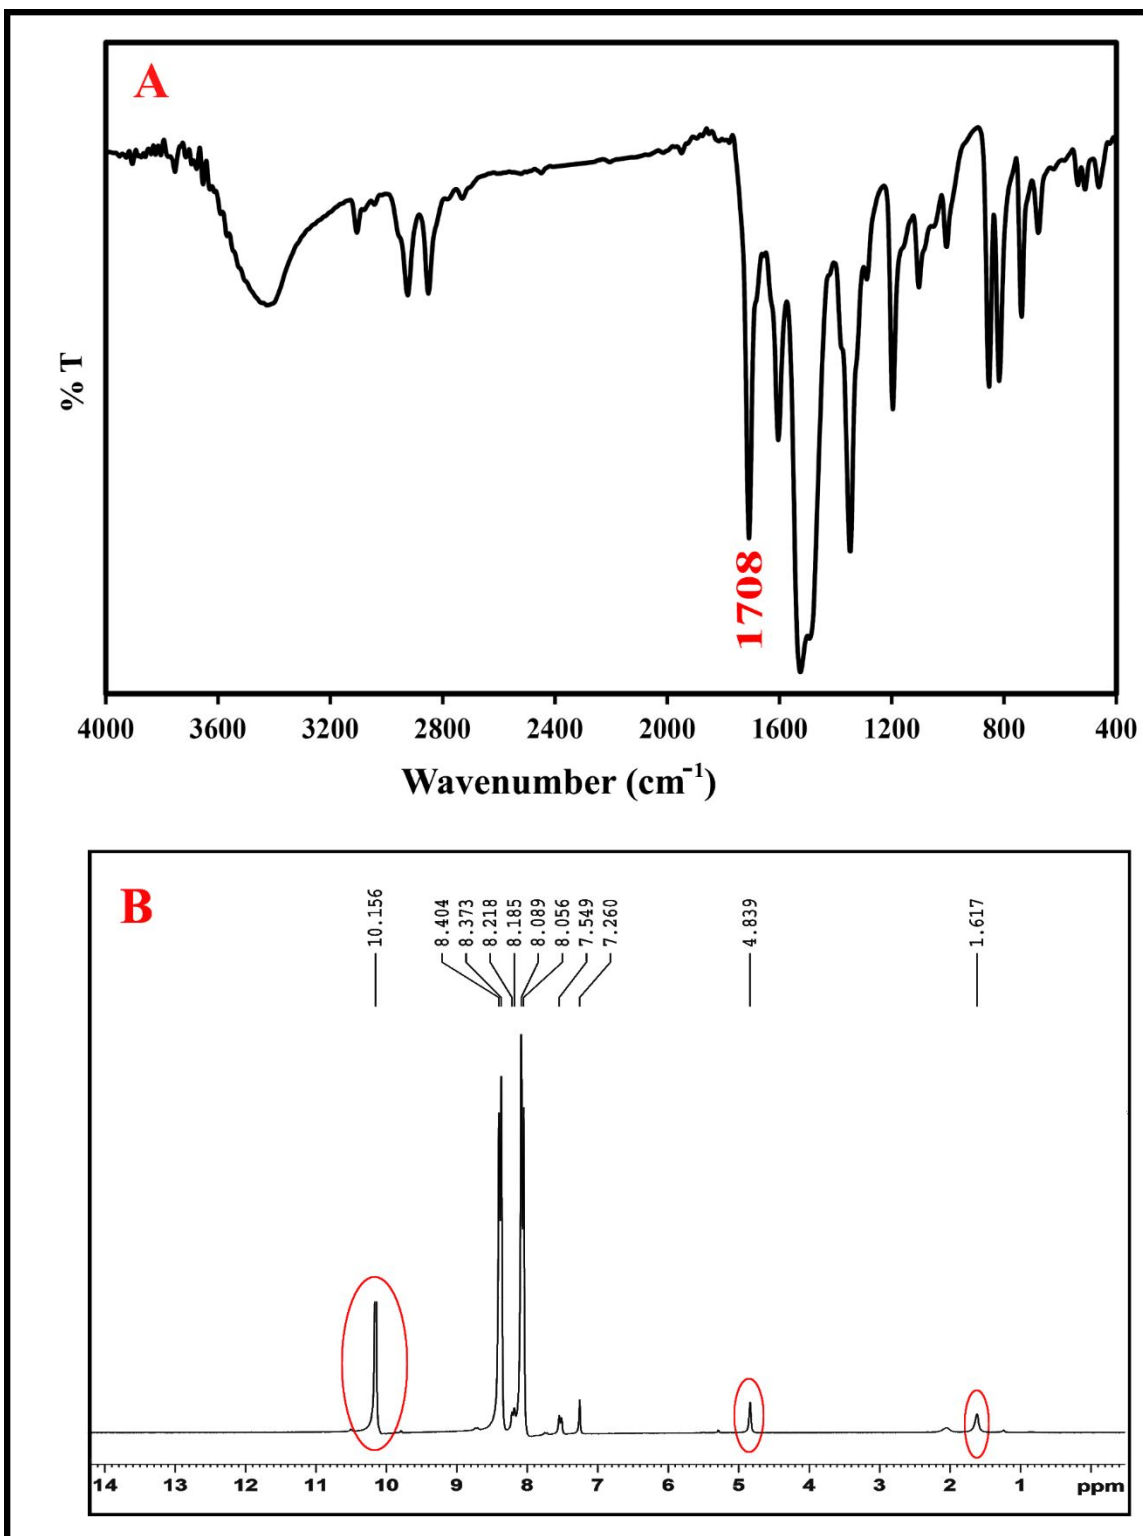 A
% T
1708
4000 3600 3200 2800 2400 2000 1600 1200 800 400
Wavenumber (cm⁻¹)
B
10.156
8.404
8.373
8.218
8.185
8.089
8.056
7.549
7.260
4.839
1.617
14 13 12 11 10 9 8 7 6 5 4 3 2 1 ppm